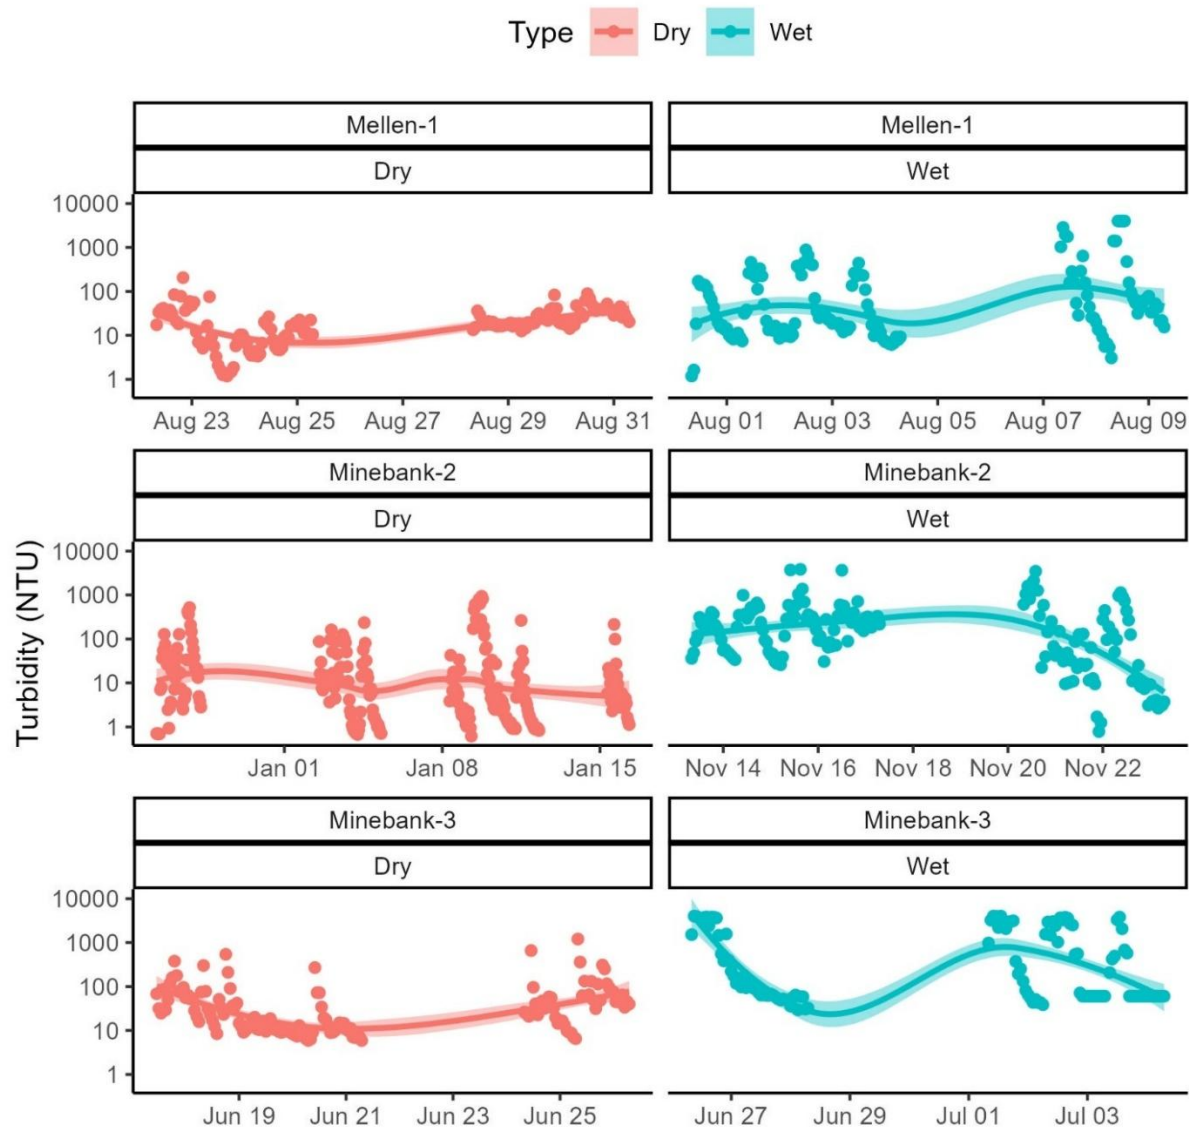 Type Dry Wet
Mellen-1 Mellen-1
Dry Wet
10000
1000
100
10
1
Aug 23 Aug 25 Aug 27 Aug 29 Aug 31 Aug 01 Aug 03 Aug 05 Aug 07 Aug 09
Minebank-2 Minebank-2
Dry Wet
Turbidity (NTU)
10000
1000
100
10
1
Jan 01 Jan 08 Jan 15 Nov 14 Nov 16 Nov 18 Nov 20 Nov 22
Minebank-3 Minebank-3
Dry Wet
10000
1000
100
10
1
Jun 19 Jun 21 Jun 23 Jun 25 Jun 27 Jun 29 Jul 01 Jul 03